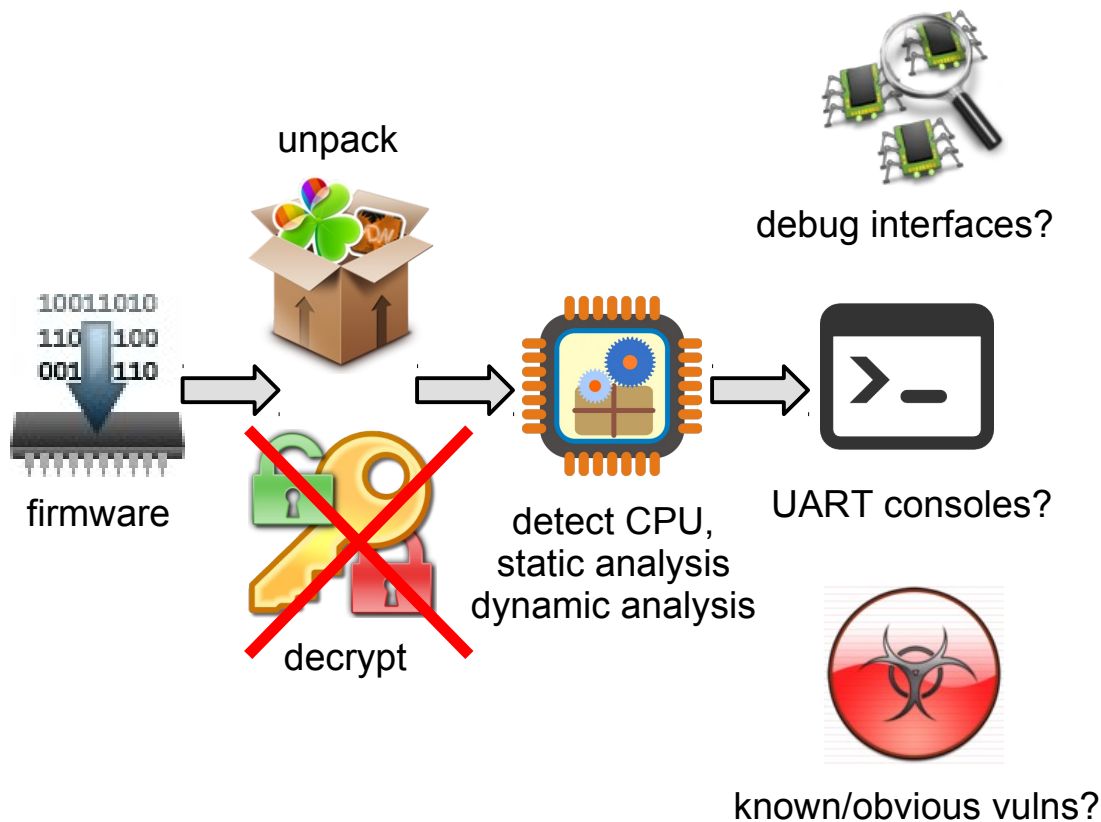 unpack
debug interfaces?
10011010
110 100
001 110
firmware
decrypt
detect CPU,
static analysis
dynamic analysis
UART consoles?
known/obvious vulns?